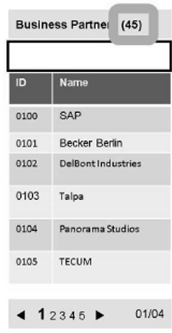 Business Partner (45)
ID Name
0100 SAP
0101 Becker Berlin
0102 DelBont Industries
0103 Talpa
0104 Panorama Studios
0105 TECUM
◀ 1 2 3 4 5 ▶ 01/04